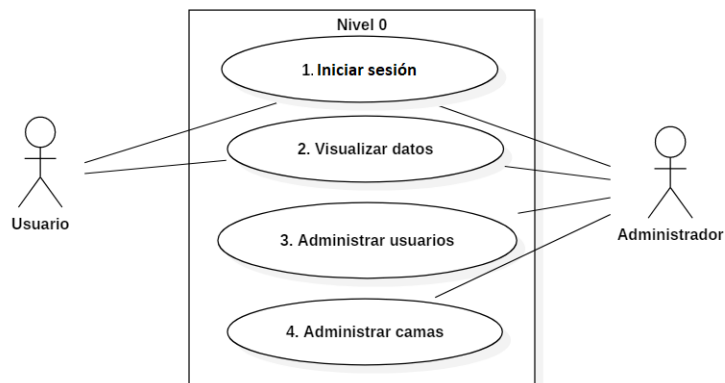 Nivel 0
1. Iniciar sesión
2. Visualizar datos
Usuario
3. Administrar usuarios
Administrador
4. Administrar camas